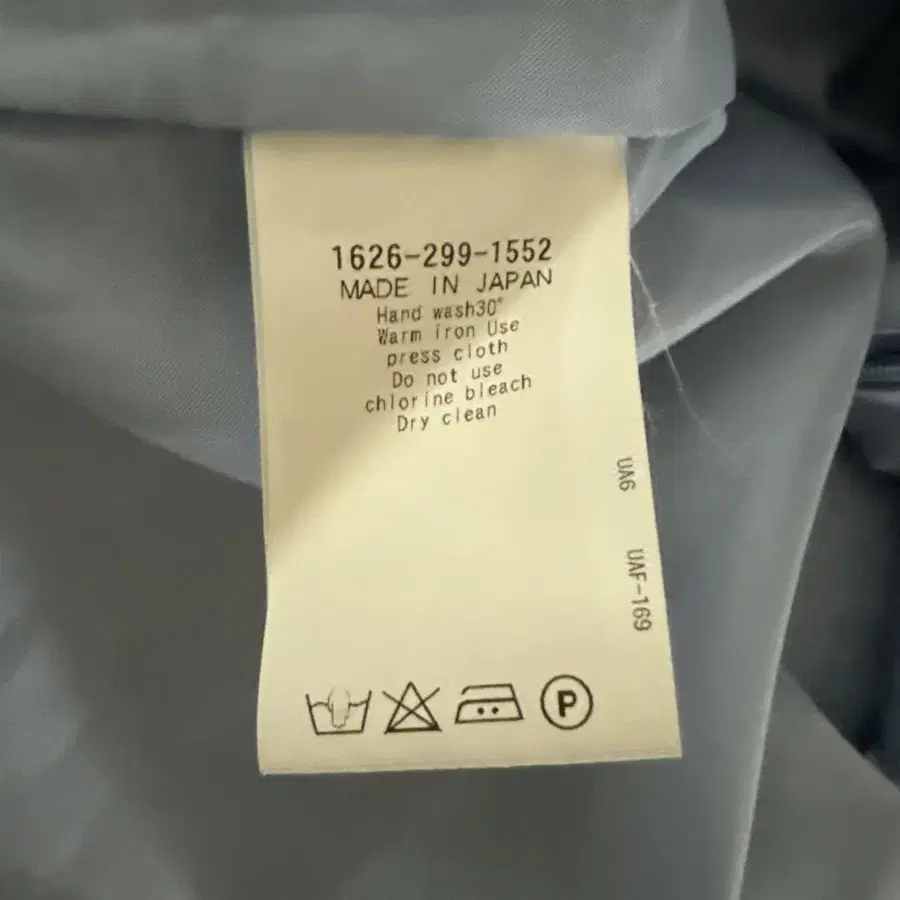 1626-299-1552
MADE IN JAPAN
Hand wash30°
Warm iron Use
press cloth
Do not use
chlorine bleach
Dry clean
UA6
UAF-169
P